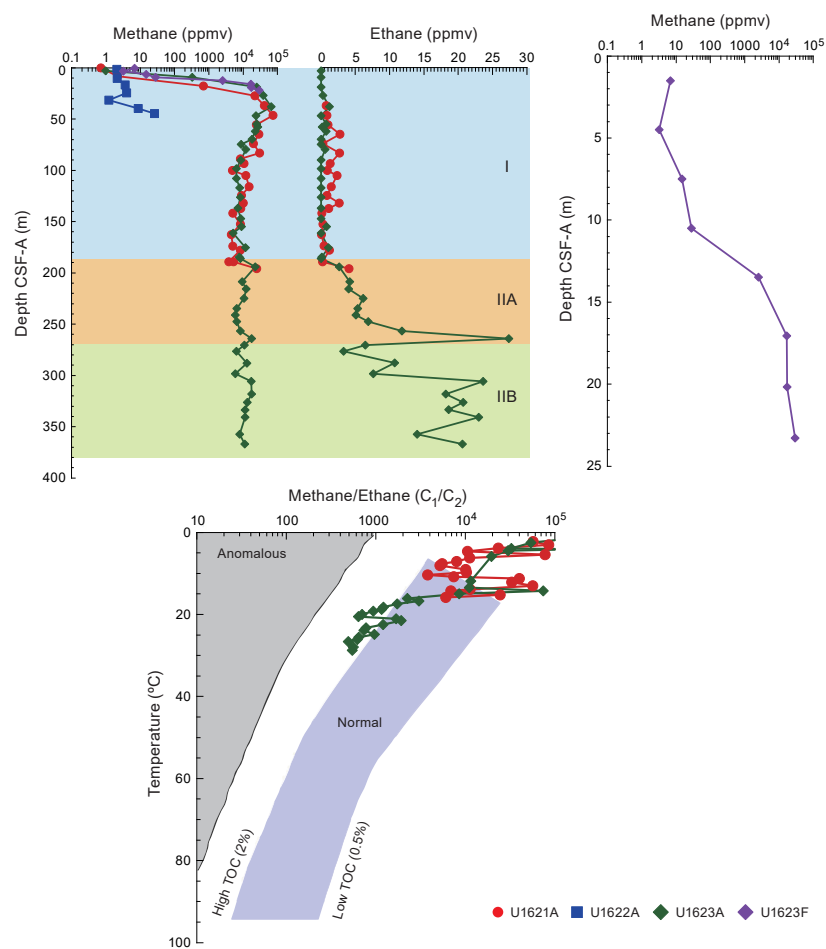 Methane (ppmv)
Ethane (ppmv)
0.1 1 10 100 1000 10⁴ 10⁵
0 5 10 15 20 25 30
Depth CSF-A (m)
0
50
100
150
200
250
300
350
400
I
IIA
IIB
Methane (ppmv)
0.1 1 10 100 1000 10⁴ 10⁵
Depth CSF-A (m)
0
5
10
15
20
25
Methane/Ethane (C₁/C₂)
10 100 1000 10⁴ 10⁵
Temperature (ºC)
0
20
40
60
80
100
Anomalous
Normal
High TOC (2%)
Low TOC (0.5%)
U1621A U1622A U1623A U1623F